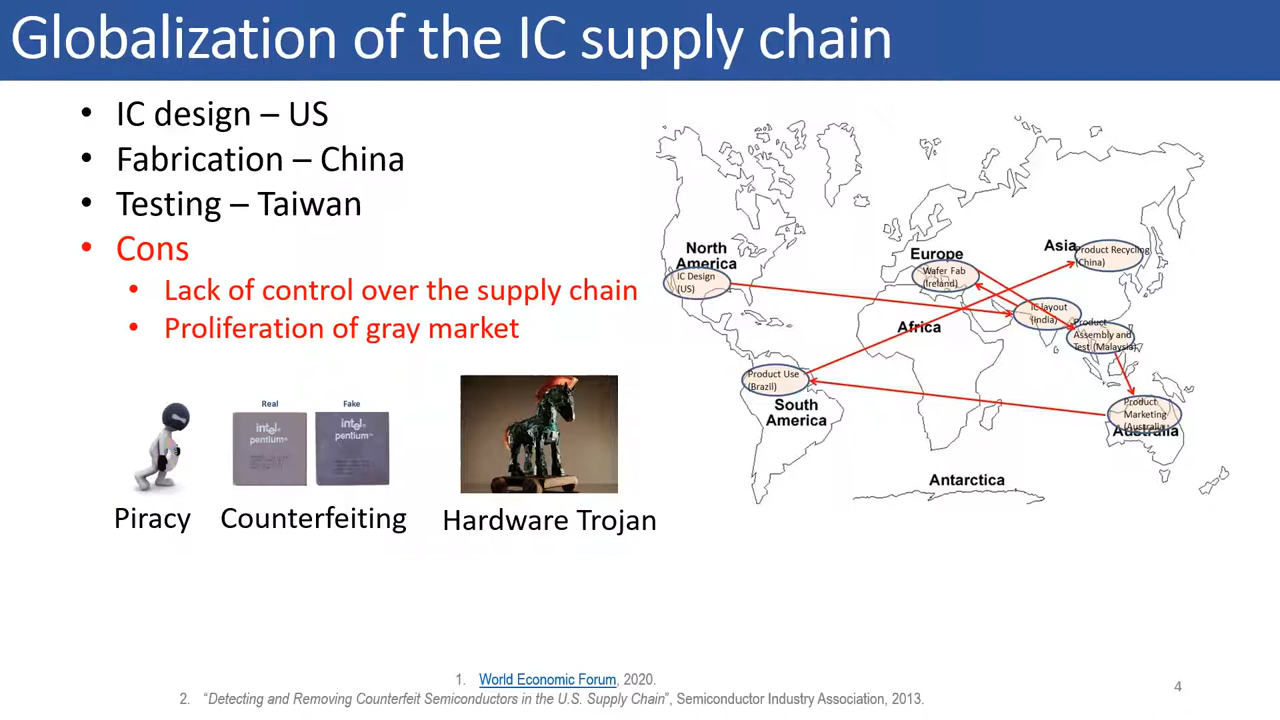 Globalization of the IC supply chain
• IC design – US
• Fabrication – China
• Testing – Taiwan
• Cons
• Lack of control over the supply chain
• Proliferation of gray market
North
America
IC Design
(US)
Europe
Wafer Fab
(Ireland)
Asia
Product Recycling
(China)
IC layout
(India)
Product
Assembly and
Test (Malaysia)
Africa
Product Use
(Brazil)
South
America
Product
Marketing
(Australia)
Australia
Antarctica
Real
Fake
intel
pentium
intel
pentium
Piracy
Counterfeiting
Hardware Trojan
1. World Economic Forum, 2020.
2. “Detecting and Removing Counterfeit Semiconductors in the U.S. Supply Chain”, Semiconductor Industry Association, 2013.
4